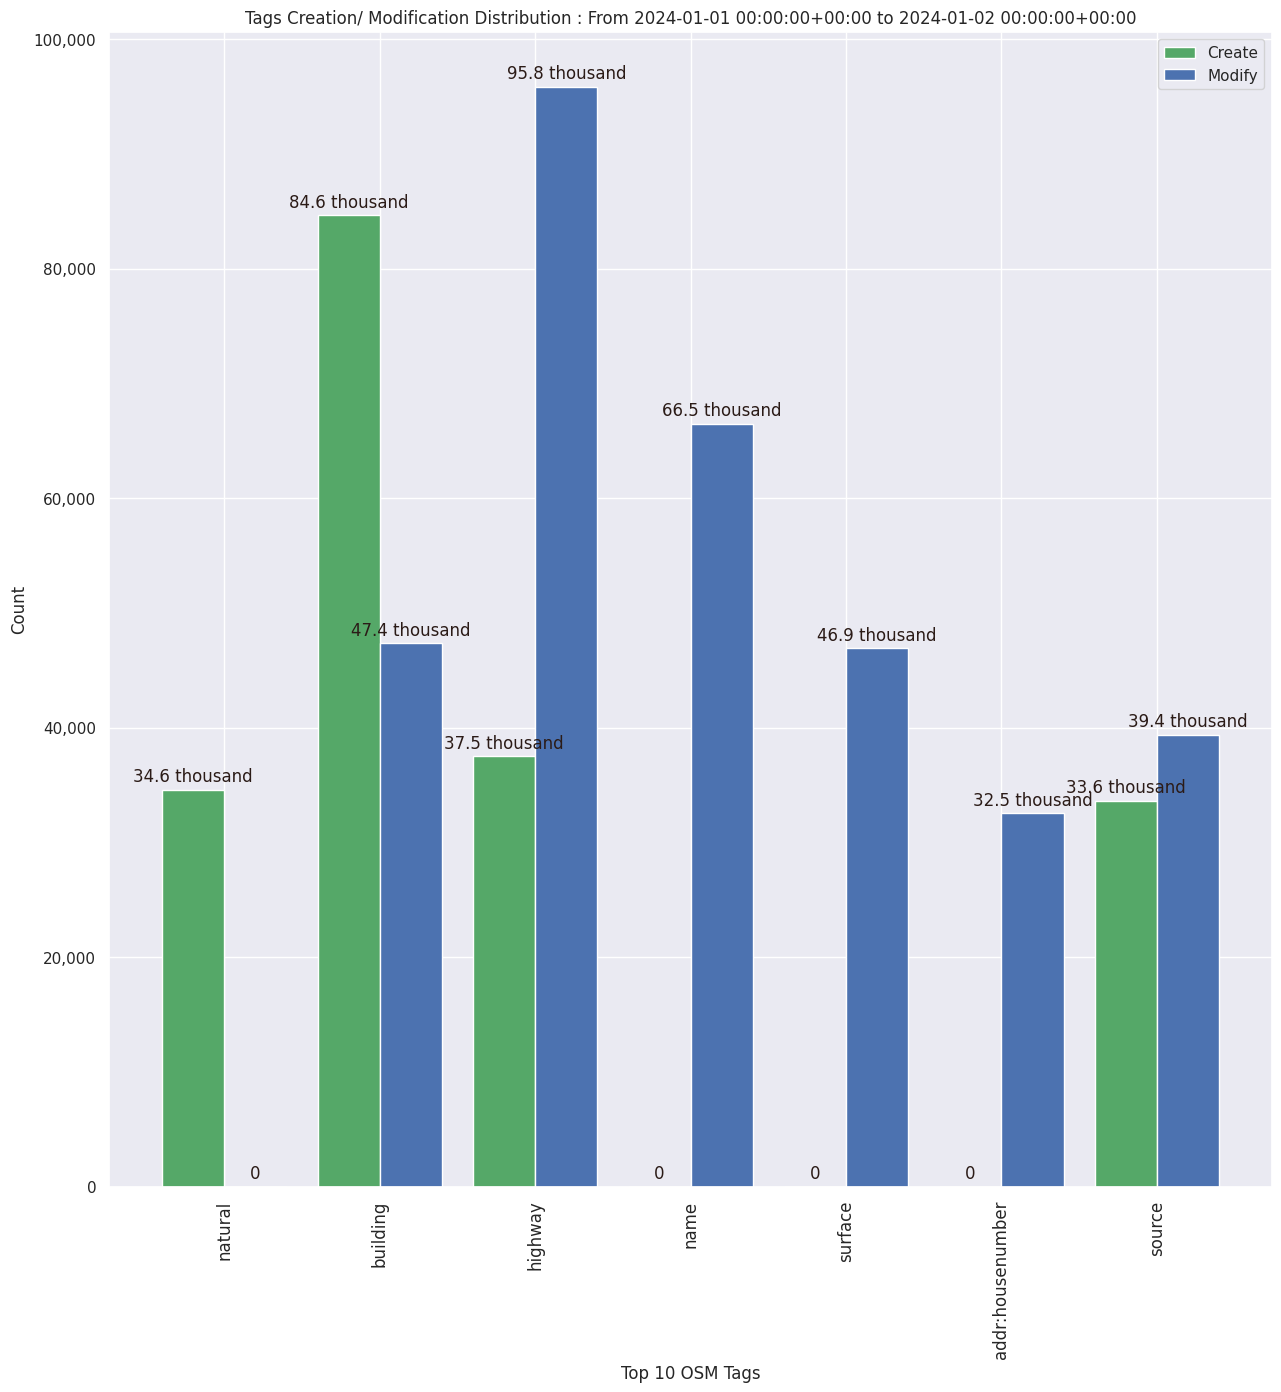 Tags Creation/ Modification Distribution : From 2024-01-01 00:00:00+00:00 to 2024-01-02 00:00:00+00:00
Create
Modify
100,000
80,000
60,000
40,000
20,000
0
Count
34.6 thousand
0
84.6 thousand
47.4 thousand
37.5 thousand
95.8 thousand
0
66.5 thousand
0
46.9 thousand
0
32.5 thousand
33.6 thousand
39.4 thousand
natural
building
highway
name
surface
addr:housenumber
source
Top 10 OSM Tags